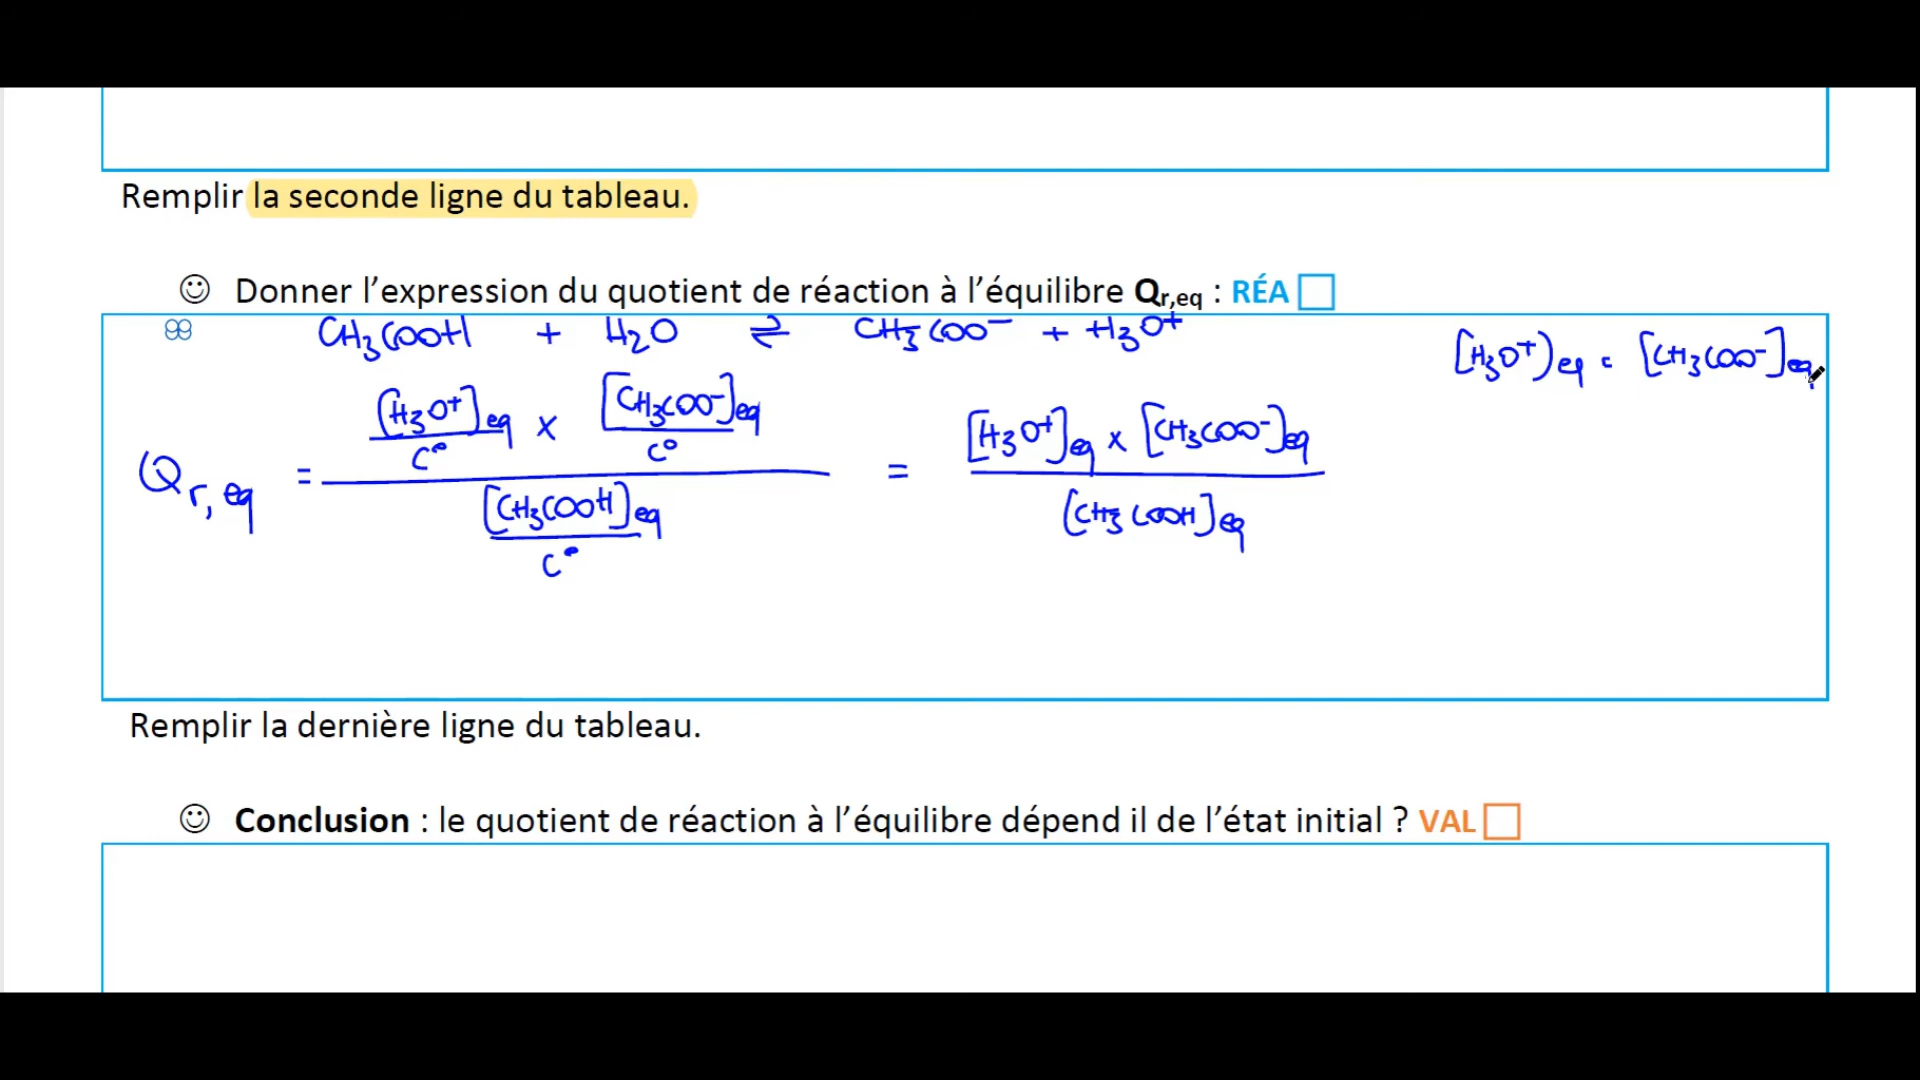 Remplir la seconde ligne du tableau.
☺ Donner l’expression du quotient de réaction à l’équilibre Qr,eq : RÉA □
CH₃COOH + H₂O ⇌ CH₃COO⁻ + H₃O⁺
[H₃O⁺)eq = [CH₃COO⁻]eq
Qr,eq = ([H₃O⁺]eq / C° × [CH₃COO⁻]eq / C°) / ([CH₃COOH]eq / C°) = ([H₃O⁺]eq × [CH₃COO⁻]eq) / [CH₃COOH]eq
Remplir la dernière ligne du tableau.
☺ Conclusion : le quotient de réaction à l’équilibre dépend il de l’état initial ? VAL □